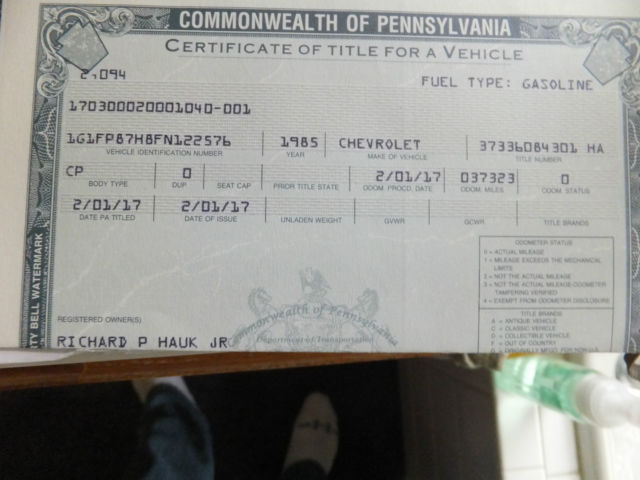 COMMONWEALTH OF PENNSYLVANIA
CERTIFICATE OF TITLE FOR A VEHICLE
2,094
FUEL TYPE: GASOLINE
170300020001040-001
1G1FP87H8FN122576 1985 CHEVROLET 37336084301 HA
VEHICLE IDENTIFICATION NUMBER YEAR MAKE OF VEHICLE TITLE NUMBER
CP 0 2/01/17 037323 0
BODY TYPE DUP SEAT CAP PRIOR TITLE STATE ODOM. PROCD. DATE ODOM. MILES ODOM. STATUS
2/01/17 2/01/17
DATE PA TITLED DATE OF ISSUE UNLADEN WEIGHT GVWR GCWR TITLE BRANDS
ODOMETER STATUS
0 = ACTUAL MILEAGE
1 = MILEAGE EXCEEDS THE MECHANICAL
LIMITS
2 = NOT THE ACTUAL MILEAGE
3 = NOT THE ACTUAL MILEAGE-ODOMETER
TAMPERING VERIFIED
4 = EXEMPT FROM ODOMETER DISCLOSURE
TITLE BRANDS
A = ANTIQUE VEHICLE
C = CLASSIC VEHICLE
D = COLLECTIBLE VEHICLE
F = OUT OF COUNTRY
REGISTERED OWNER(S)
RICHARD P HAUK JR
Commonwealth of Pennsylvania
Department of Transportation
TY BELL WATERMARK